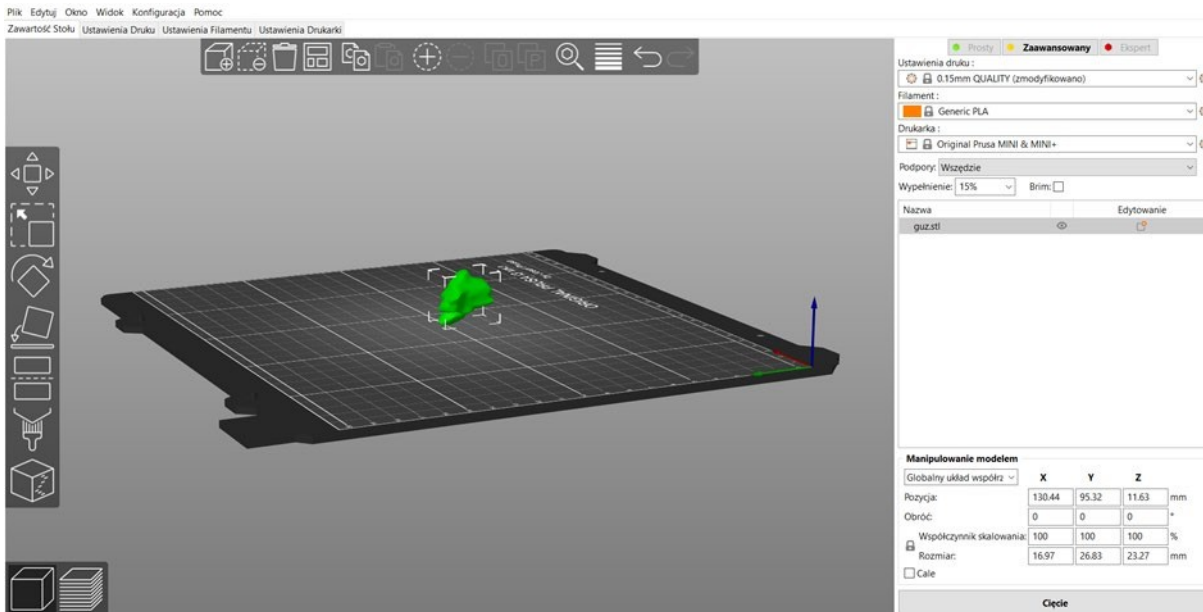 Plik Edytuj Okno Widok Konfiguracja Pomoc
Zawartość Stołu Ustawienia Druku Ustawienia Filamentu Ustawienia Drukarki
Prosty Zaawansowany Ekspert
Ustawienia druku :
0.15mm QUALITY (zmodyfikowano)
Filament :
Generic PLA
Drukarka :
Original Prusa MINI & MINI+
Podpory: Wszędzie
Wypełnienie: 15% Brim:
Nazwa Edytowanie
guz.stl
ORIGINAL PRUSA MINI
Manipulowanie modelem
Globalny układ współrz X Y Z
Pozycja: 130.44 95.32 11.63 mm
Obróć: 0 0 0 °
Współczynnik skalowania: 100 100 100 %
Rozmiar: 16.97 26.83 23.27 mm
Cale
Cięcie